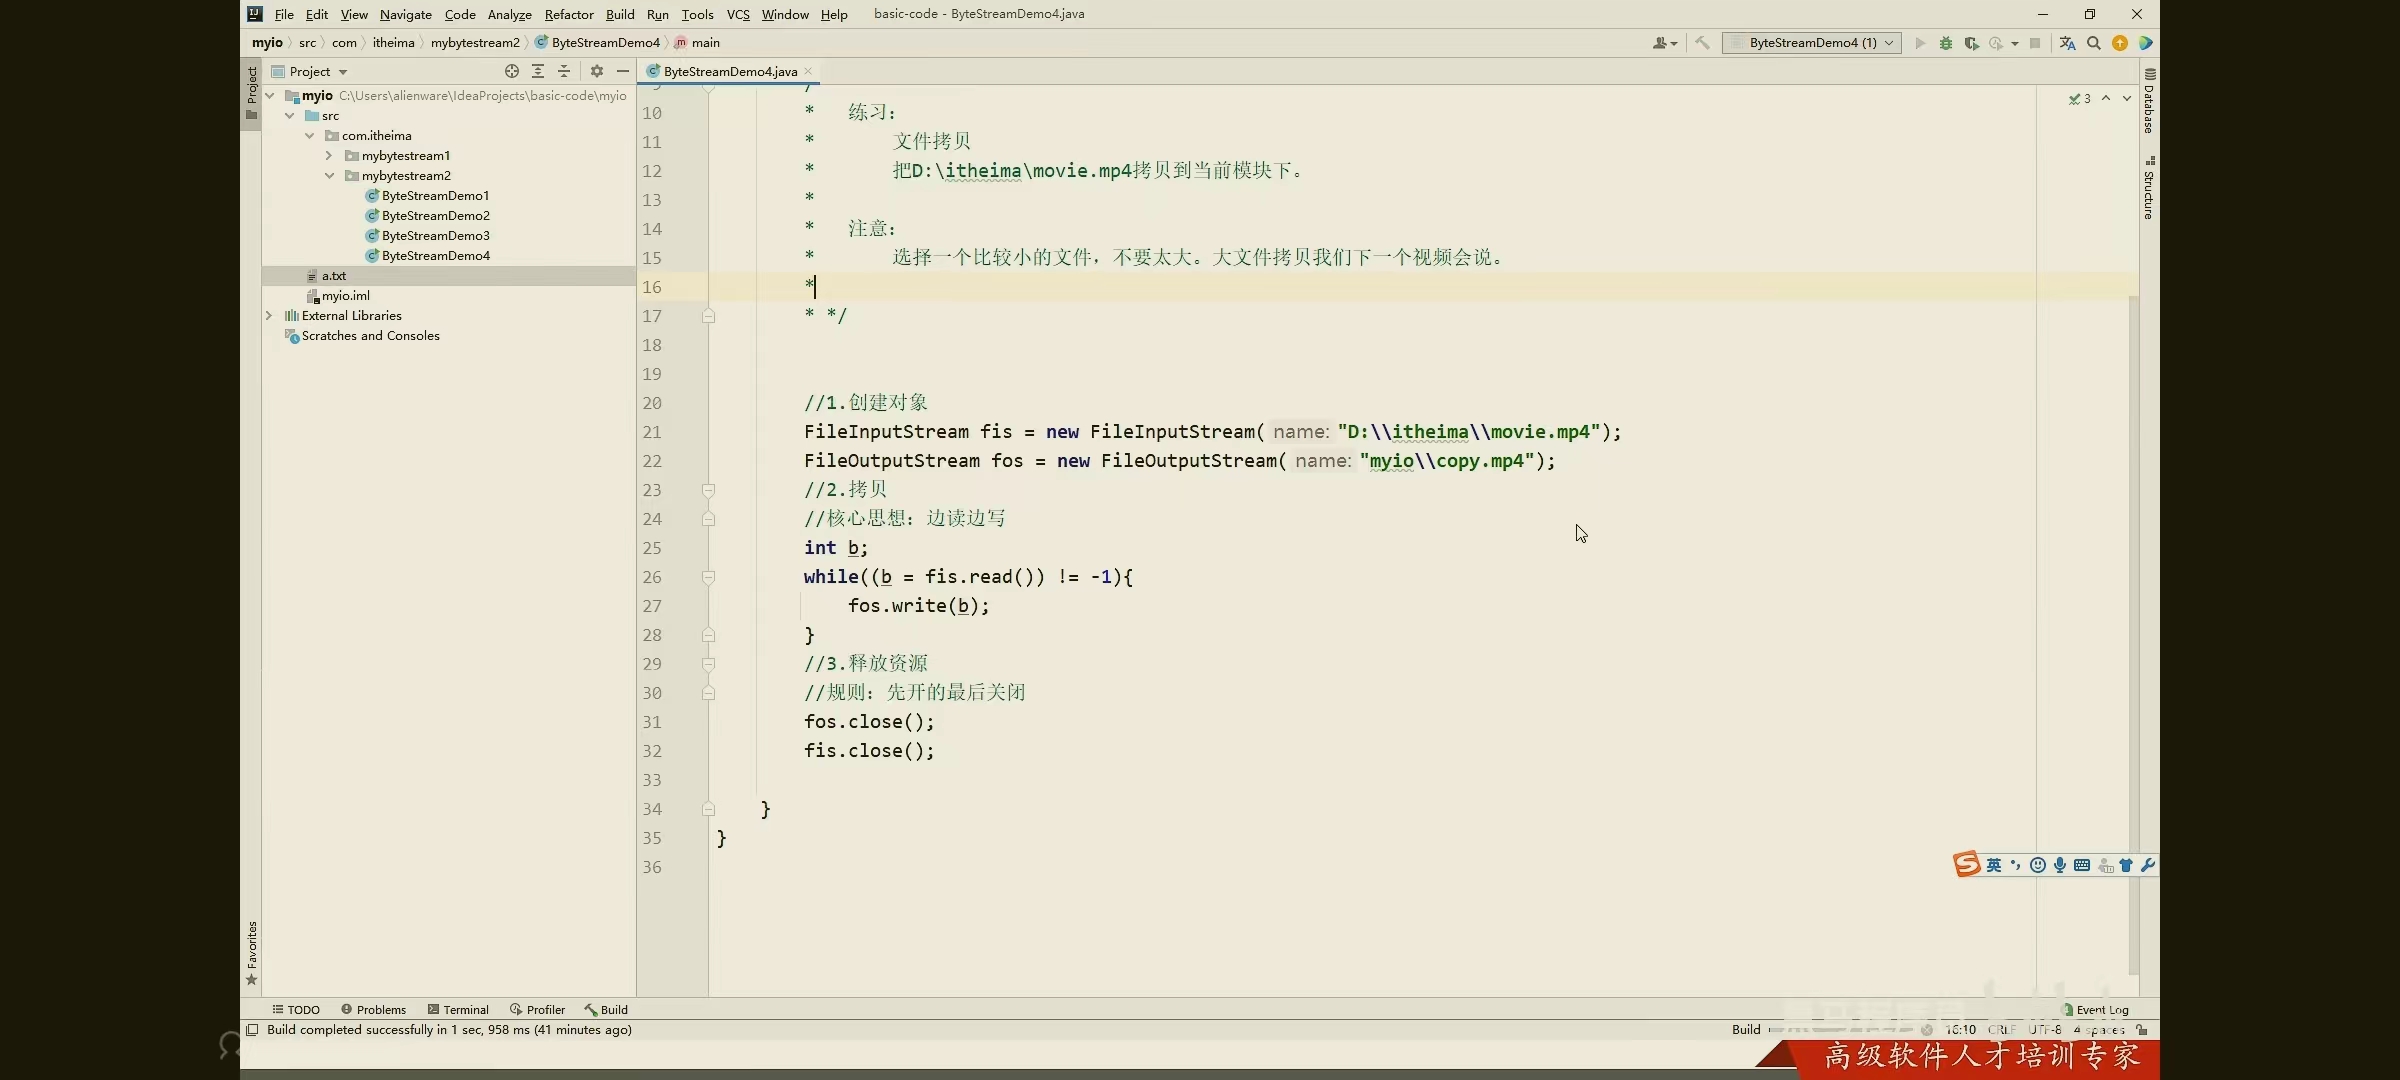 File Edit View Navigate Code Analyze Refactor Build Run Tools VCS Window Help basic-code - ByteStreamDemo4.java
myio src com itheima mybytestream2 ByteStreamDemo4 main ByteStreamDemo4 (1)
Project
Project
ByteStreamDemo4.java
myio C:\Users\alienware\IdeaProjects\basic-code\myio
src
com.itheima
mybytestream1
mybytestream2
ByteStreamDemo1
ByteStreamDemo2
ByteStreamDemo3
ByteStreamDemo4
a.txt
myio.iml
External Libraries
Scratches and Consoles
3
Database
Structure
10 * 练习：
11 * 文件拷贝
12 * 把D:\itheima\movie.mp4拷贝到当前模块下。
13 *
14 * 注意：
15 * 选择一个比较小的文件，不要太大。大文件拷贝我们下一个视频会说。
16 *
17 * */
18
19
20 //1.创建对象
21 FileInputStream fis = new FileInputStream( name: "D:\\itheima\\movie.mp4");
22 FileOutputStream fos = new FileOutputStream( name: "myio\\copy.mp4");
23 //2.拷贝
24 //核心思想：边读边写
25 int b;
26 while((b = fis.read()) != -1){
27 fos.write(b);
28 }
29 //3.释放资源
30 //规则：先开的最后关闭
31 fos.close();
32 fis.close();
33
34 }
35 }
36
英
Favorites
TODO Problems Terminal Profiler Build Event Log
Build completed successfully in 1 sec, 958 ms (41 minutes ago) Build 16:10 CRLF UTF-8 4 spaces
高级软件人才培训专家